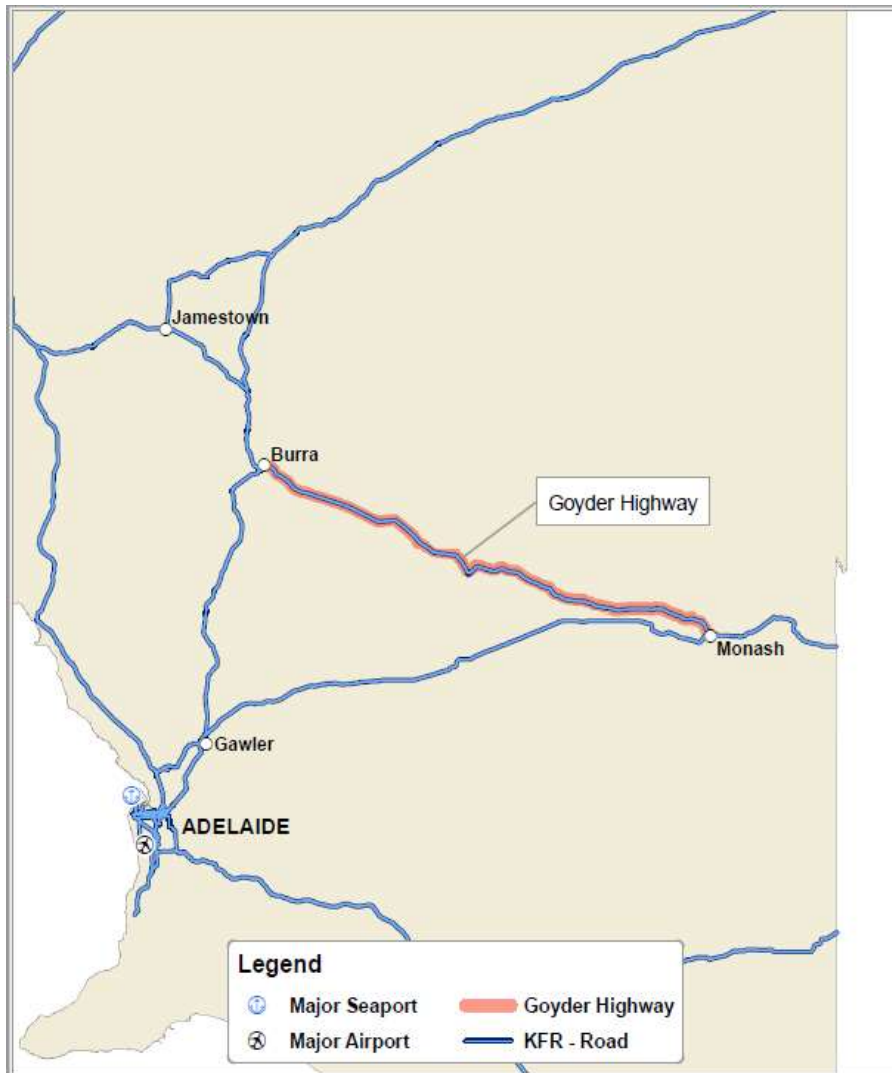 Jamestown
Burra
Goyder Highway
Monash
Gawler
ADELAIDE
Legend
Major Seaport
Goyder Highway
Major Airport
KFR - Road